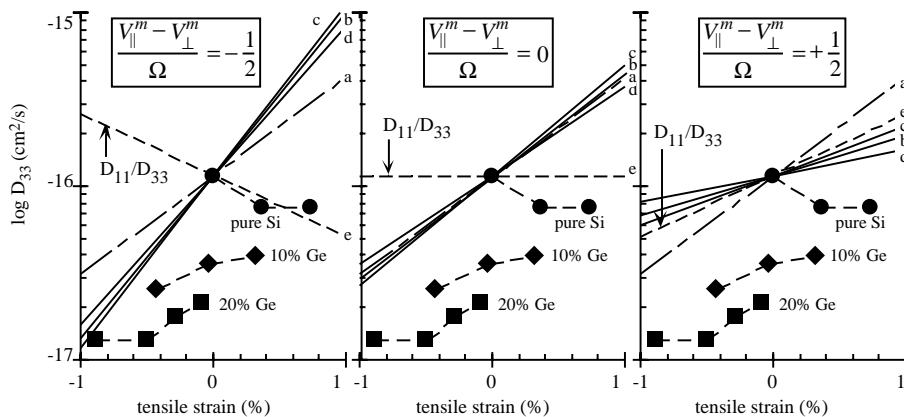 -15
-16
-17
log D33 (cm2/s)
V∥m − V⊥m / Ω = − 1/2
c b
d
a
D11/D33
pure Si
e
10% Ge
20% Ge
-1 0 1
tensile strain (%)
V∥m − V⊥m / Ω = 0
c
b
a
d
D11/D33
e
pure Si
10% Ge
20% Ge
-1 0 1
tensile strain (%)
V∥m − V⊥m / Ω = + 1/2
a
e
c
b
d
D11/D33
pure Si
10% Ge
20% Ge
-1 0 1
tensile strain (%)